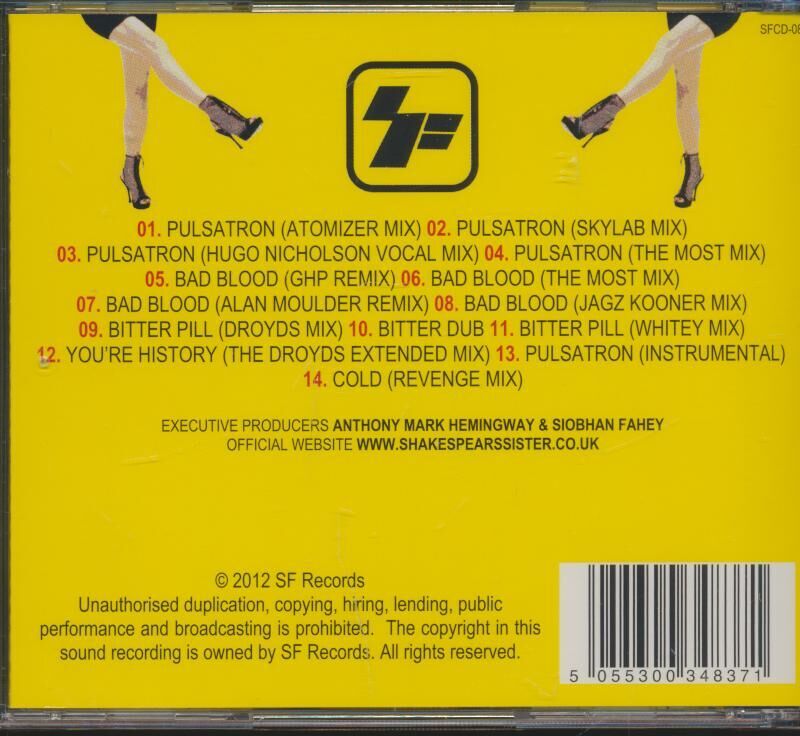 SFCD-08
SF
01. PULSATRON (ATOMIZER MIX) 02. PULSATRON (SKYLAB MIX)
03. PULSATRON (HUGO NICHOLSON VOCAL MIX) 04. PULSATRON (THE MOST MIX)
05. BAD BLOOD (GHP REMIX) 06. BAD BLOOD (THE MOST MIX)
07. BAD BLOOD (ALAN MOULDER REMIX) 08. BAD BLOOD (JAGZ KOONER MIX)
09. BITTER PILL (DROYDS MIX) 10. BITTER DUB 11. BITTER PILL (WHITEY MIX)
12. YOU'RE HISTORY (THE DROYDS EXTENDED MIX) 13. PULSATRON (INSTRUMENTAL)
14. COLD (REVENGE MIX)
EXECUTIVE PRODUCERS ANTHONY MARK HEMINGWAY & SIOBHAN FAHEY
OFFICIAL WEBSITE WWW.SHAKESPEARSSISTER.CO.UK
© 2012 SF Records
Unauthorised duplication, copying, hiring, lending, public
performance and broadcasting is prohibited. The copyright in this
sound recording is owned by SF Records. All rights reserved.
5 055300 348371